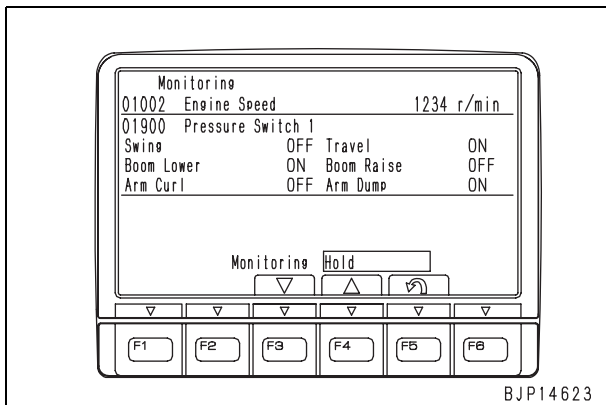 Monitoring
01002 Engine Speed 1234 r/min
01900 Pressure Switch 1
Swing OFF Travel ON
Boom Lower ON Boom Raise OFF
Arm Curl OFF Arm Dump ON
Monitoring Hold
F1 F2 F3 F4 F5 F6
BJP14623